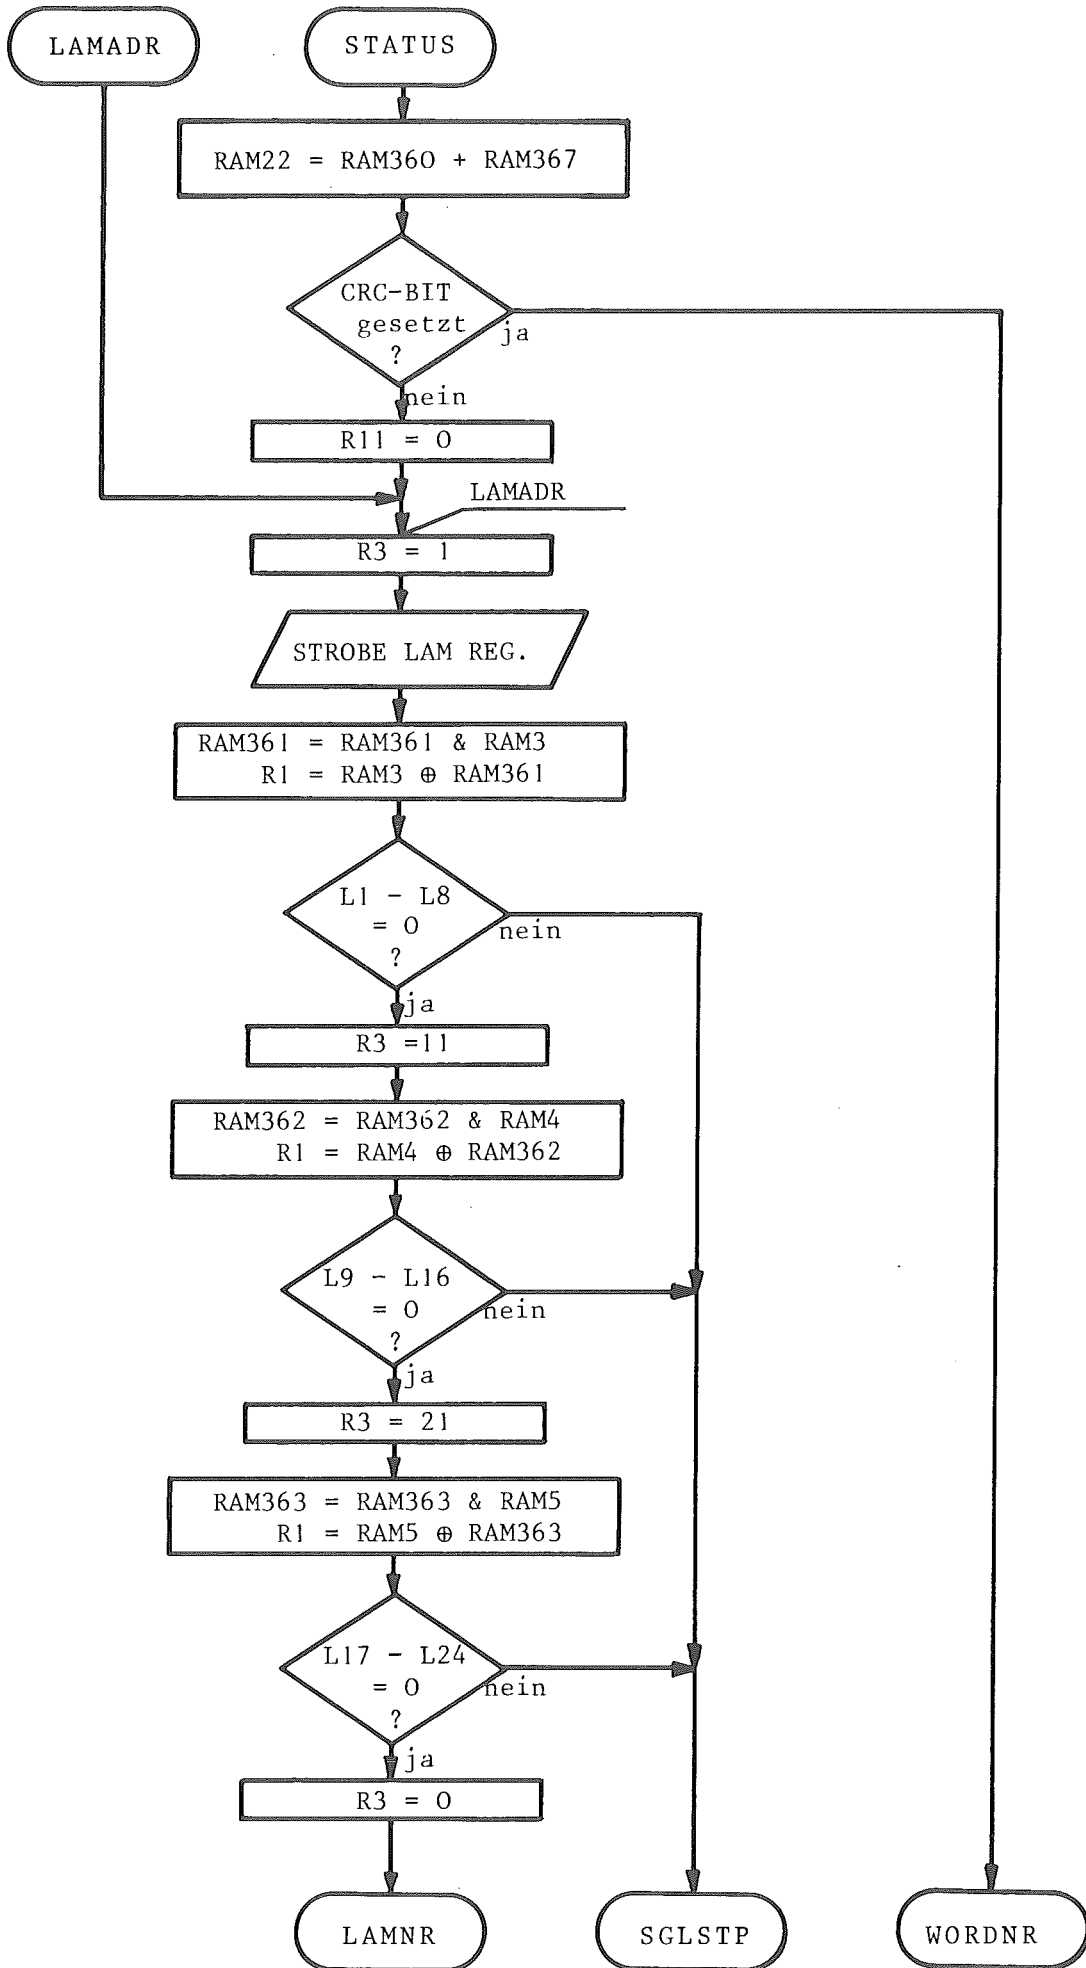 LAMADR
STATUS
RAM22 = RAM360 + RAM367
CRC-BIT
gesetzt
?
ja
nein
R11 = 0
LAMADR
R3 = 1
STROBE LAM REG.
RAM361 = RAM361 & RAM3
R1 = RAM3 ⊕ RAM361
L1 - L8
= 0
?
nein
ja
R3 =11
RAM362 = RAM362 & RAM4
R1 = RAM4 ⊕ RAM362
L9 - L16
= 0
?
nein
ja
R3 = 21
RAM363 = RAM363 & RAM5
R1 = RAM5 ⊕ RAM363
L17 - L24
= 0
?
nein
ja
R3 = 0
LAMNR
SGLSTP
WORDNR